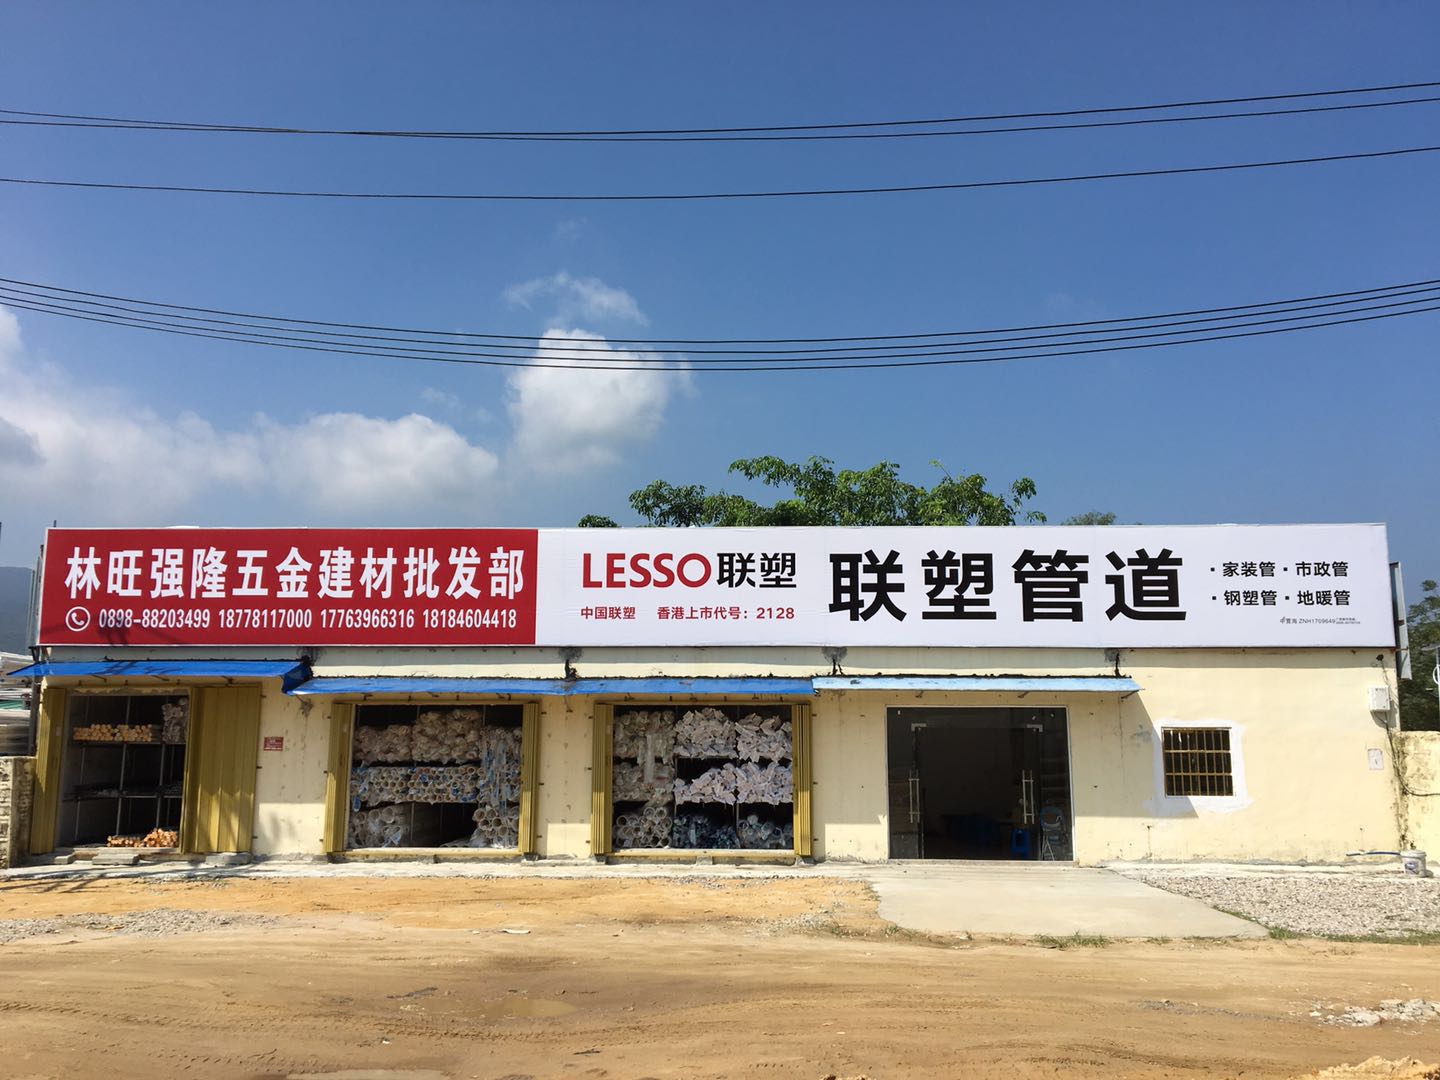 林旺强隆五金建材批发部
0898-88203499 18778117000 17763966316 18184604418
LESSO联塑
中国联塑 香港上市代号：2128
联塑管道
·家装管·市政管
·钢塑管·地暖管
ZNH1709649